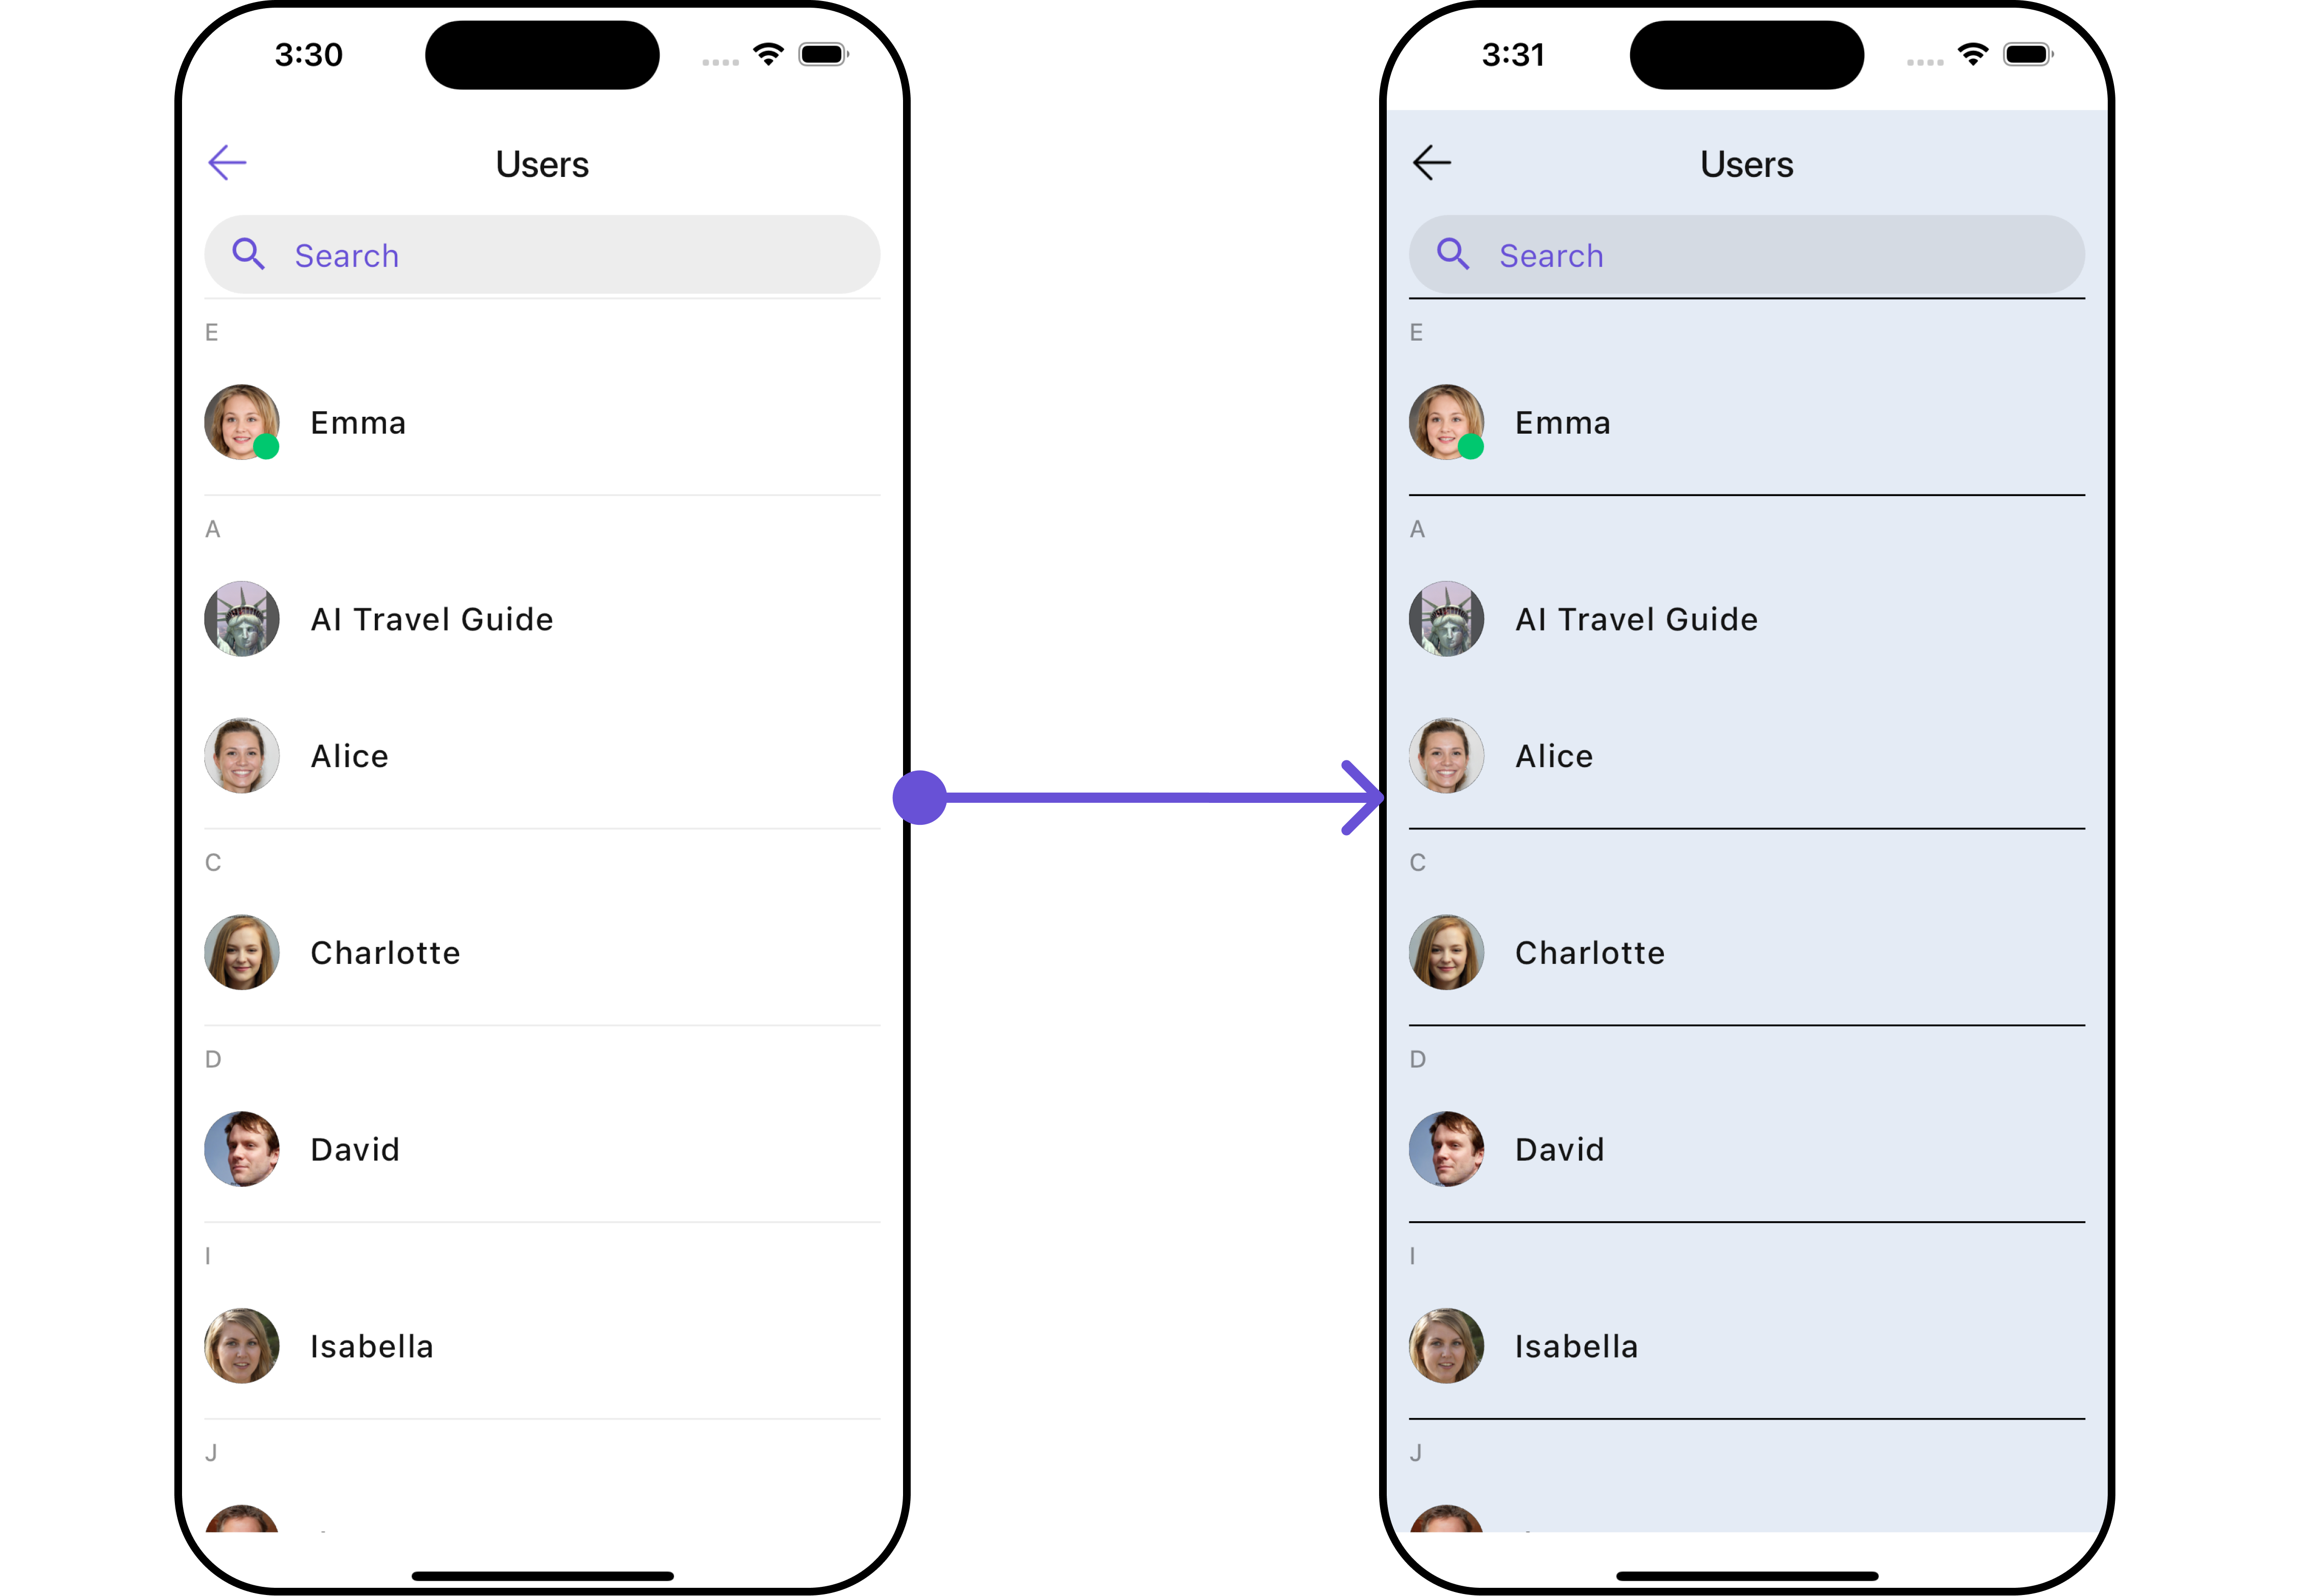 3:30
Users
Search
E
Emma
A
AI Travel Guide
Alice
C
Charlotte
D
David
I
Isabella
J
3:31
Users
Search
E
Emma
A
AI Travel Guide
Alice
C
Charlotte
D
David
I
Isabella
J